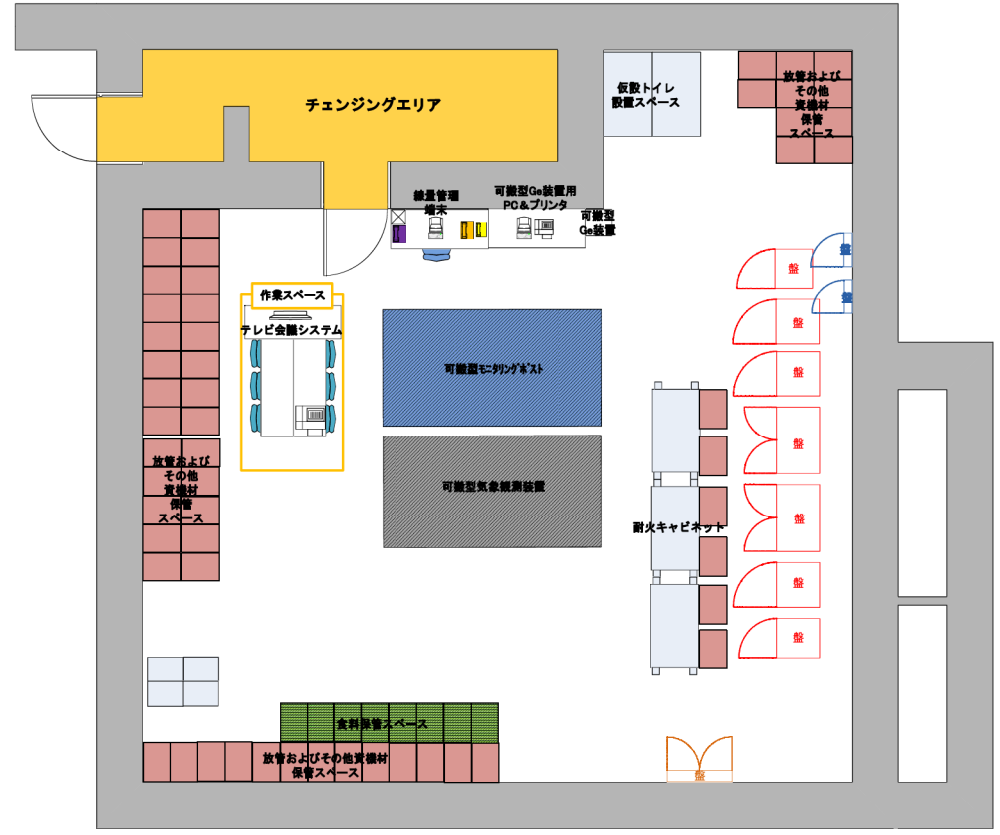 チェンジングエリア
仮設トイレ
設置スペース
放管および
その他
資機材
保管
スペース
線量管理
端末
可搬型Ge装置用
PC&プリンタ
可搬型
Ge装置
盤
盤
盤
作業スペース
テレビ会議システム
盤
可搬型モニタリングポスト
盤
盤
放管および
その他
資機材
保管
スペース
可搬型気象観測装置
耐火キャビネット
盤
盤
盤
食料保管スペース
放管およびその他資機材
保管スペース
盤